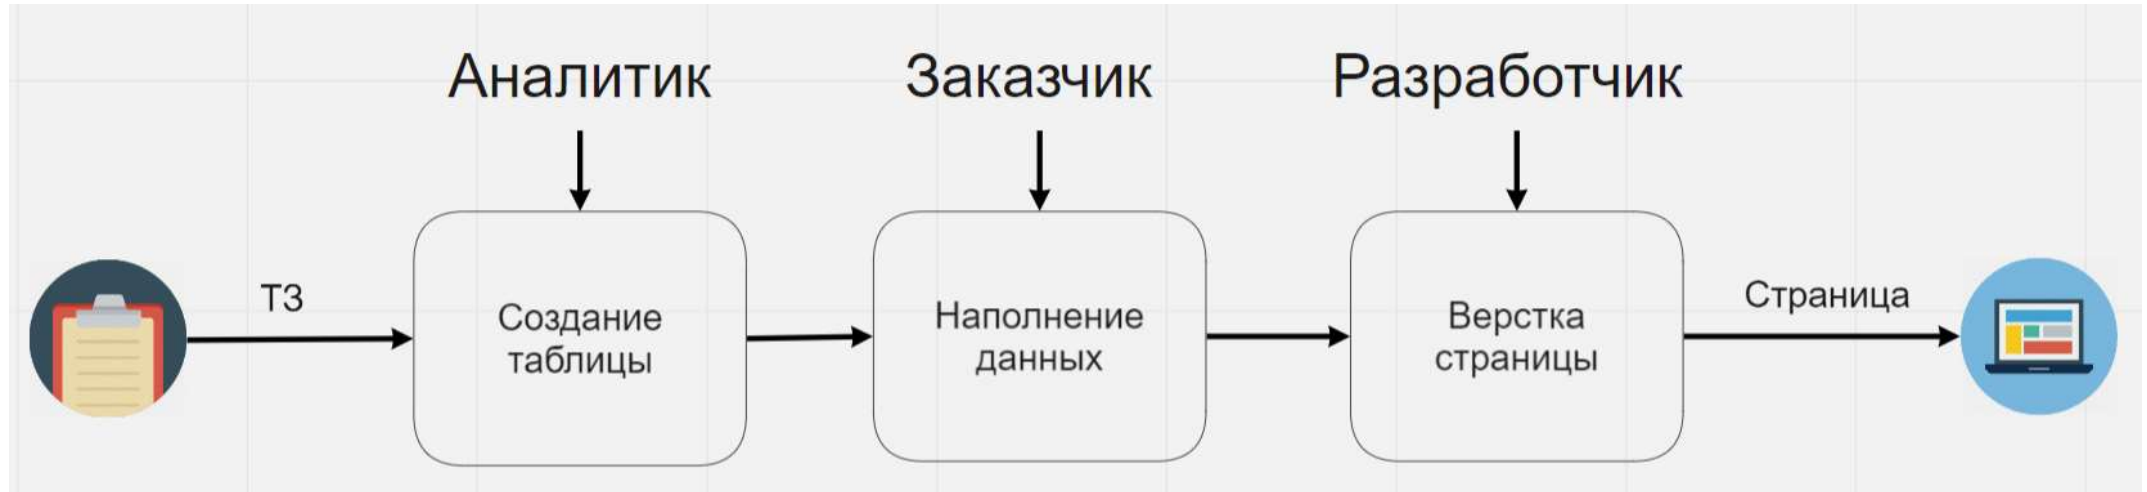 Аналитик
Заказчик
Разработчик
ТЗ
Создание
таблицы
Наполнение
данных
Верстка
страницы
Страница